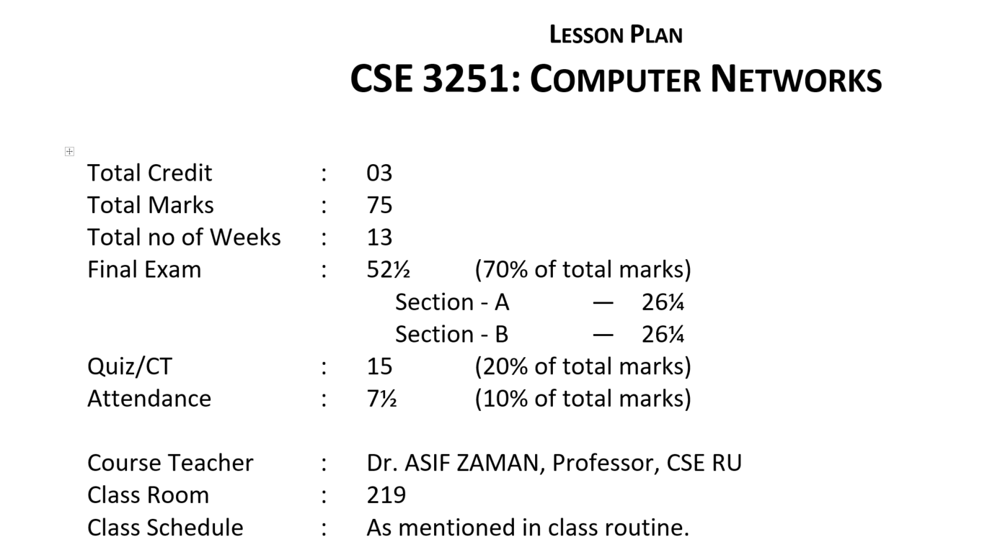 LESSON PLAN
CSE 3251: COMPUTER NETWORKS
Total Credit : 03
Total Marks : 75
Total no of Weeks : 13
Final Exam : 52½ (70% of total marks)
Section - A — 26¼
Section - B — 26¼
Quiz/CT : 15 (20% of total marks)
Attendance : 7½ (10% of total marks)
Course Teacher : Dr. ASIF ZAMAN, Professor, CSE RU
Class Room : 219
Class Schedule : As mentioned in class routine.